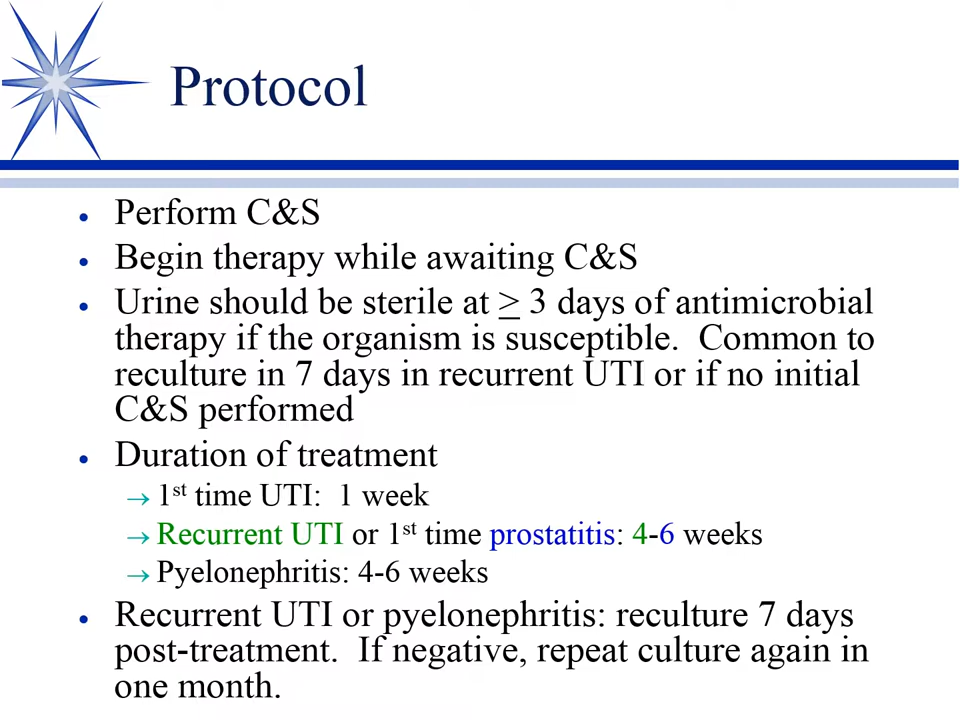 Protocol
• Perform C&S
• Begin therapy while awaiting C&S
• Urine should be sterile at > 3 days of antimicrobial
therapy if the organism is susceptible.  Common to
reculture in 7 days in recurrent UTI or if no initial
C&S performed
• Duration of treatment
→ 1st time UTI:  1 week
→ Recurrent UTI or 1st time prostatitis: 4-6 weeks
→ Pyelonephritis: 4-6 weeks
• Recurrent UTI or pyelonephritis: reculture 7 days
post-treatment.  If negative, repeat culture again in
one month.